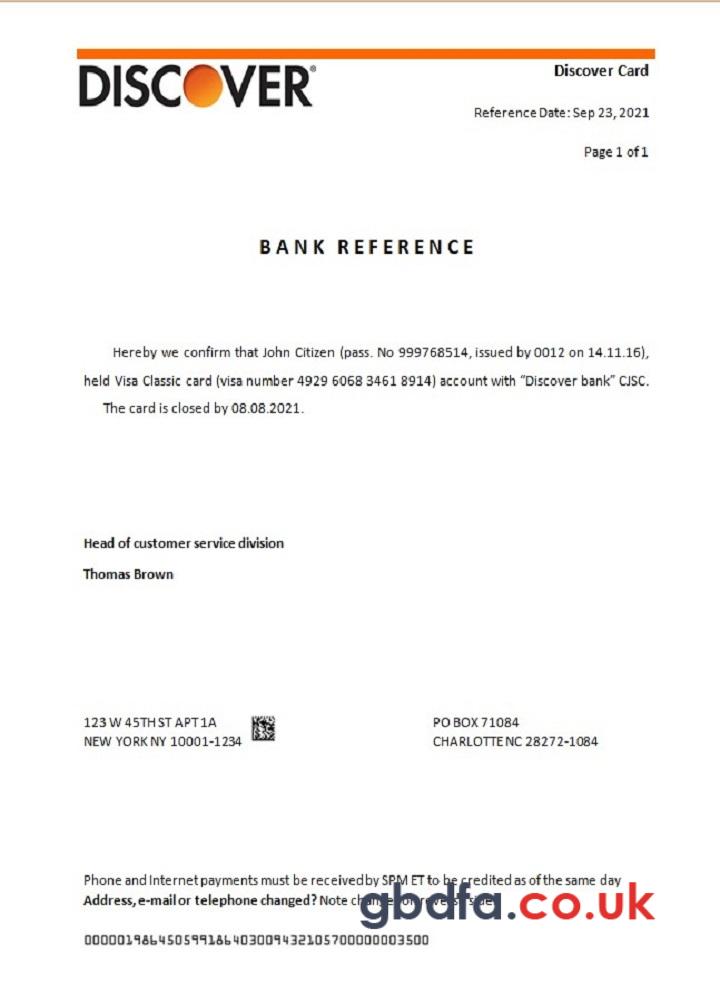 DISCOVER®
Discover Card
Reference Date: Sep 23, 2021
Page 1 of 1
BANK REFERENCE
Hereby we confirm that John Citizen (pass. No 999768514, issued by 0012 on 14.11.16),
held Visa Classic card (visa number 4929 6068 3461 8914) account with “Discover bank” CJSC.
The card is closed by 08.08.2021.
Head of customer service division
Thomas Brown
123 W 45TH ST APT 1A
NEW YORK NY 10001-1234
PO BOX 71084
CHARLOTTE NC 28272-1084
Phone and Internet payments must be received by 5PM ET to be credited as of the same day
Address, e-mail or telephone changed? Note changes on reverse side
gbdfa.co.uk
000001986450599186403009432105700000003500